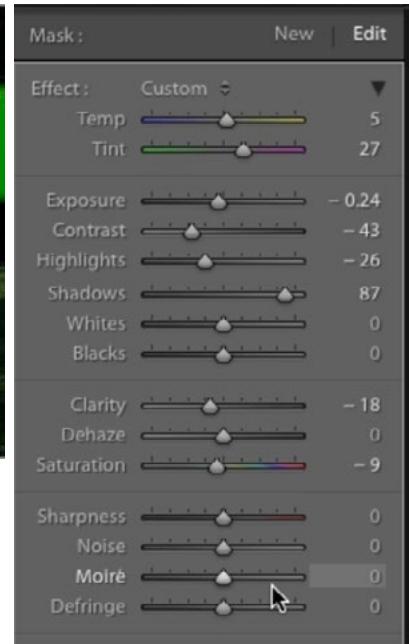 Mask : New | Edit
Effect : Custom
Temp 5
Tint 27
Exposure – 0.24
Contrast – 43
Highlights – 26
Shadows 87
Whites 0
Blacks 0
Clarity – 18
Dehaze 0
Saturation – 9
Sharpness 0
Noise 0
Moiré 0
Defringe 0